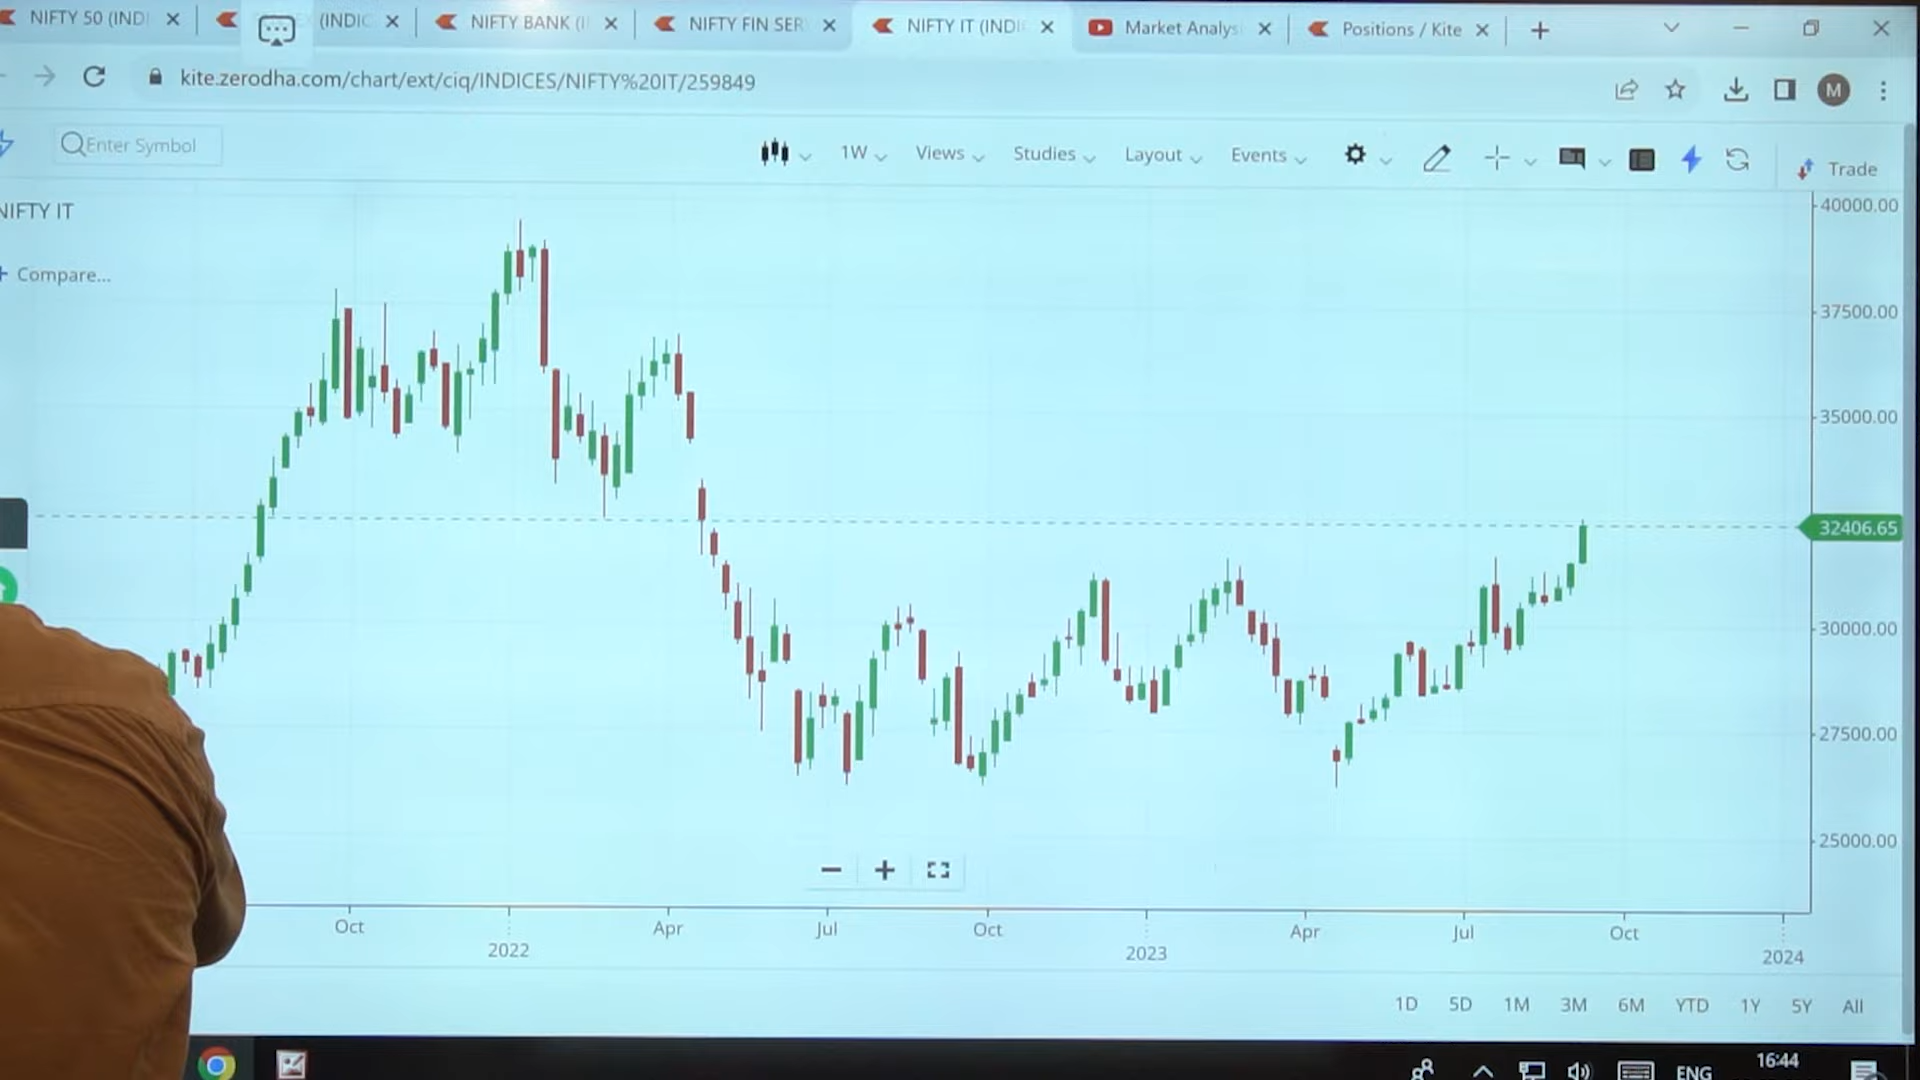 NIFTY 50 (INDI
(INDIC
NIFTY BANK (I
NIFTY FIN SER
NIFTY IT (INDI
Market Analys
Positions / Kite
kite.zerodha.com/chart/ext/ciq/INDICES/NIFTY%20IT/259849
M
Enter Symbol
1W
Views
Studies
Layout
Events
Trade
NIFTY IT
+ Compare...
40000.00
37500.00
35000.00
32406.65
30000.00
27500.00
25000.00
Oct
2022
Apr
Jul
Oct
2023
Apr
Jul
Oct
2024
1D 5D 1M 3M 6M YTD 1Y 5Y All
ENG
16:44